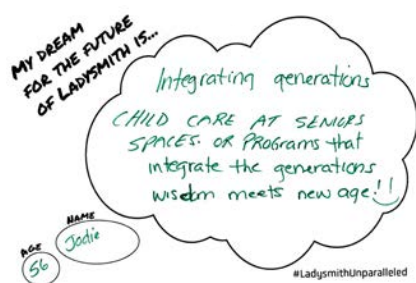 MY DREAM
FOR THE FUTURE
OF LADYSMITH IS...
Integrating generations
CHILD CARE AT SENIORS
SPACES. OR PROGRAMS that
integrate the generations
wisdom meets new age!!
NAME
Jodie
AGE
56
#LadysmithUnparalleled